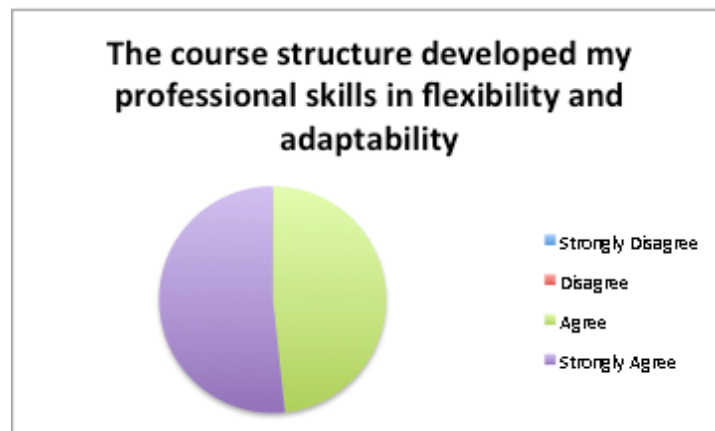 The course structure developed my
professional skills in flexibility and
adaptability
Strongly Disagree
Disagree
Agree
Strongly Agree